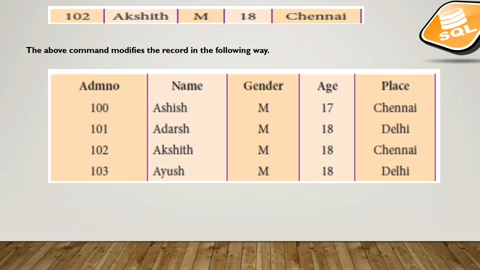 102 Akshith M 18 Chennai
SQL
The above command modifies the record in the following way.
Admno Name Gender Age Place
100 Ashish M 17 Chennai
101 Adarsh M 18 Delhi
102 Akshith M 18 Chennai
103 Ayush M 18 Delhi